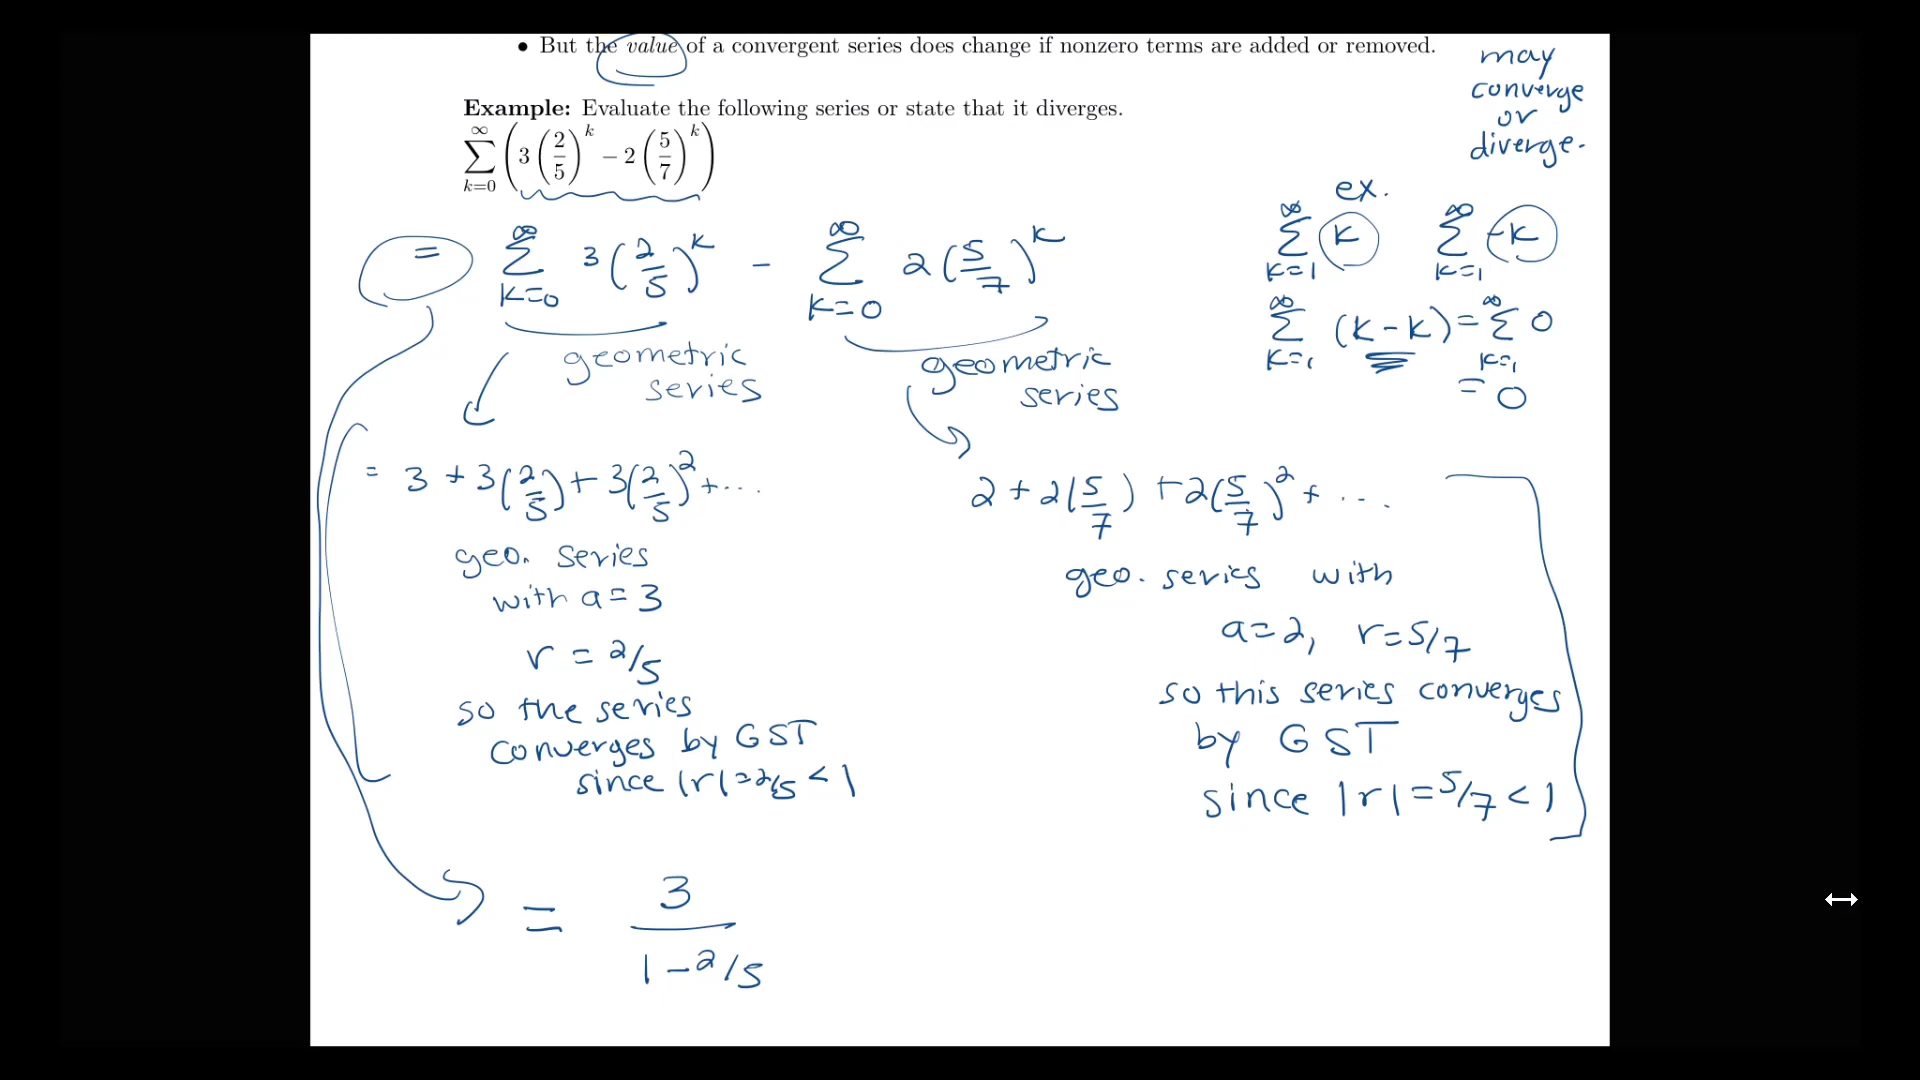 • But the value of a convergent series does change if nonzero terms are added or removed.
may
converge
or
diverge.
Example: Evaluate the following series or state that it diverges.
∞ ∑ k=0 (3(2/5)^k − 2(5/7)^k)
= ∞ ∑ k=0 3(2/5)^k - ∞ ∑ k=0 2(5/7)^k
geometric
series
geometric
series
ex.
∞ ∑ k=1 k ∞ ∑ k=1 -k
∞ ∑ k=1 (k-k) = ∞ ∑ k=1 0
= 0
= 3 + 3(2/5) + 3(2/5)^2 + ...
geo. series
with a = 3
r = 2/5
so the series
converges by GST
since |r| = 2/5 < 1
2 + 2(5/7) + 2(5/7)^2 + ...
geo. series with
a=2, r=5/7
so this series converges
by GST
since |r| = 5/7 < 1
= 3
1 - 2/5